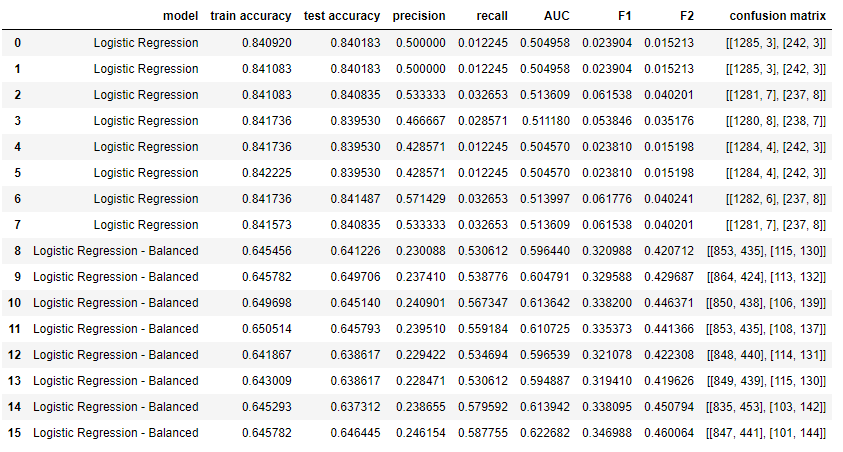 model train accuracy test accuracy precision recall AUC F1 F2 confusion matrix
0 Logistic Regression 0.840920 0.840183 0.500000 0.012245 0.504958 0.023904 0.015213 [[1285, 3], [242, 3]]
1 Logistic Regression 0.841083 0.840183 0.500000 0.012245 0.504958 0.023904 0.015213 [[1285, 3], [242, 3]]
2 Logistic Regression 0.841083 0.840835 0.533333 0.032653 0.513609 0.061538 0.040201 [[1281, 7], [237, 8]]
3 Logistic Regression 0.841736 0.839530 0.466667 0.028571 0.511180 0.053846 0.035176 [[1280, 8], [238, 7]]
4 Logistic Regression 0.841736 0.839530 0.428571 0.012245 0.504570 0.023810 0.015198 [[1284, 4], [242, 3]]
5 Logistic Regression 0.842225 0.839530 0.428571 0.012245 0.504570 0.023810 0.015198 [[1284, 4], [242, 3]]
6 Logistic Regression 0.841736 0.841487 0.571429 0.032653 0.513997 0.061776 0.040241 [[1282, 6], [237, 8]]
7 Logistic Regression 0.841573 0.840835 0.533333 0.032653 0.513609 0.061538 0.040201 [[1281, 7], [237, 8]]
8 Logistic Regression - Balanced 0.645456 0.641226 0.230088 0.530612 0.596440 0.320988 0.420712 [[853, 435], [115, 130]]
9 Logistic Regression - Balanced 0.645782 0.649706 0.237410 0.538776 0.604791 0.329588 0.429687 [[864, 424], [113, 132]]
10 Logistic Regression - Balanced 0.649698 0.645140 0.240901 0.567347 0.613642 0.338200 0.446371 [[850, 438], [106, 139]]
11 Logistic Regression - Balanced 0.650514 0.645793 0.239510 0.559184 0.610725 0.335373 0.441366 [[853, 435], [108, 137]]
12 Logistic Regression - Balanced 0.641867 0.638617 0.229422 0.534694 0.596539 0.321078 0.422308 [[848, 440], [114, 131]]
13 Logistic Regression - Balanced 0.643009 0.638617 0.228471 0.530612 0.594887 0.319410 0.419626 [[849, 439], [115, 130]]
14 Logistic Regression - Balanced 0.645293 0.637312 0.238655 0.579592 0.613942 0.338095 0.450794 [[835, 453], [103, 142]]
15 Logistic Regression - Balanced 0.645782 0.646445 0.246154 0.587755 0.622682 0.346988 0.460064 [[847, 441], [101, 144]]